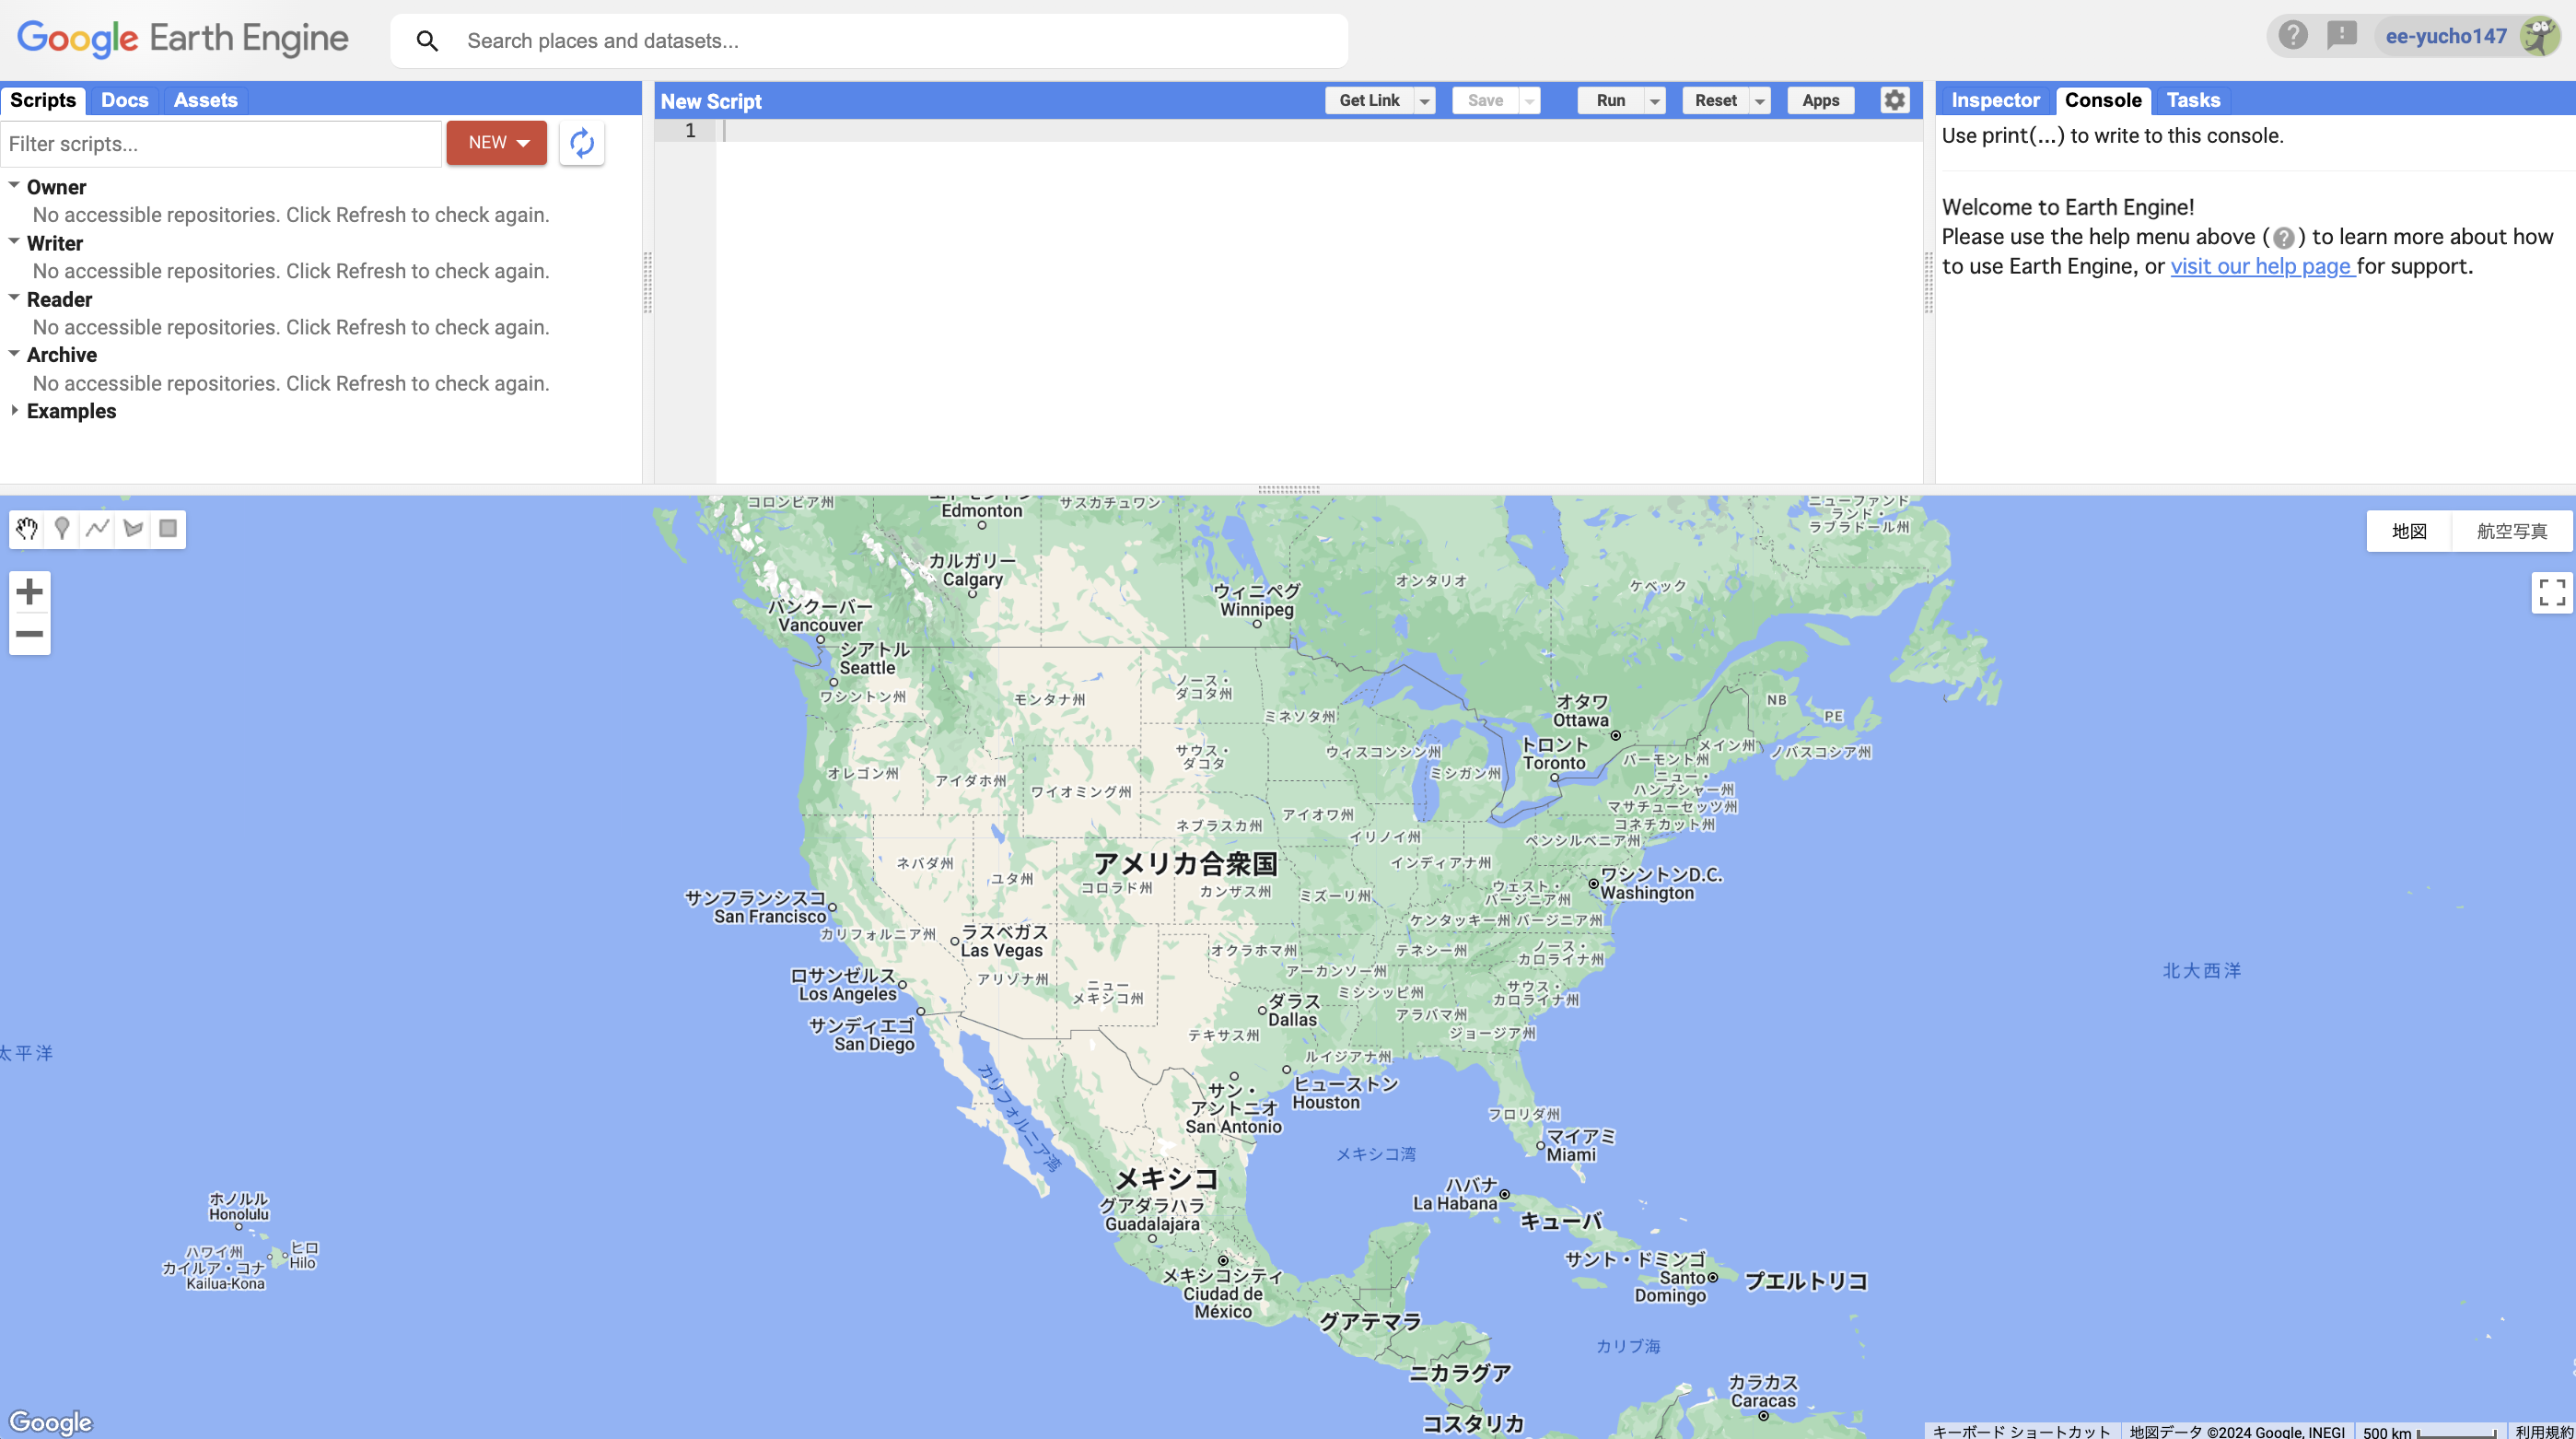 Google Earth Engine
Search places and datasets...
ee-yucho147
Scripts
Docs
Assets
Filter scripts...
NEW
Owner
No accessible repositories. Click Refresh to check again.
Writer
No accessible repositories. Click Refresh to check again.
Reader
No accessible repositories. Click Refresh to check again.
Archive
No accessible repositories. Click Refresh to check again.
Examples
New Script
Get Link
Save
Run
Reset
Apps
1
Inspector
Console
Tasks
Use print(...) to write to this console.
Welcome to Earth Engine!
Please use the help menu above (?) to learn more about how
to use Earth Engine, or visit our help page for support.
地図
航空写真
コロンビア州
Edmonton
サスカチュワン
ニューファンド
ランド・
ラブラドール州
カルガリー
Calgary
ウィニペグ
Winnipeg
オンタリオ
ケベック
バンクーバー
Vancouver
シアトル
Seattle
ワシントン州
モンタナ州
ノース・
ダコタ州
ミネソタ州
オタワ
Ottawa
NB
PE
トロント
Toronto
メイン州
ノバスコシア州
サウス・
ダコタ
ウィスコンシン州
ミシガン州
バーモント州
ニュー・
ハンプシャー州
マサチューセッツ州
コネチカット州
オレゴン州
アイダホ州
ワイオミング州
ネブラスカ州
アイオワ州
イリノイ州
ペンシルベニア州
ネバダ州
ユタ州
アメリカ合衆国
コロラド州
カンザス州
ミズーリ州
インディアナ州
ウェスト・
バージニア州
ワシントンD.C.
Washington
サンフランシスコ
San Francisco
カリフォルニア州
ラスベガス
Las Vegas
ケンタッキー州
バージニア州
オクラホマ州
テネシー州
ノース・
カロライナ州
ロサンゼルス
Los Angeles
アリゾナ州
ニュー
メキシコ州
アーカンソー州
ミシシッピ州
サウス・
カロライナ州
北大西洋
サンディエゴ
San Diego
ダラス
Dallas
アラバマ州
テキサス州
ジョージア州
太平洋
カリフォルニア湾
ルイジアナ州
サン・
アントニオ
San Antonio
ヒューストン
Houston
フロリダ州
マイアミ
Miami
メキシコ湾
メキシコ
グアダラハラ
Guadalajara
ハバナ
La Habana
キューバ
ホノルル
Honolulu
ハワイ州
カイルア・コナ
Kailua-Kona
ヒロ
Hilo
メキシコシティ
Ciudad de
México
サント・ドミンゴ
Santo
Domingo
プエルトリコ
グアテマラ
カリブ海
ニカラグア
カラカス
Caracas
コスタリカ
Google
キーボード ショートカット
地図データ ©2024 Google, INEGI
500 km
利用規約